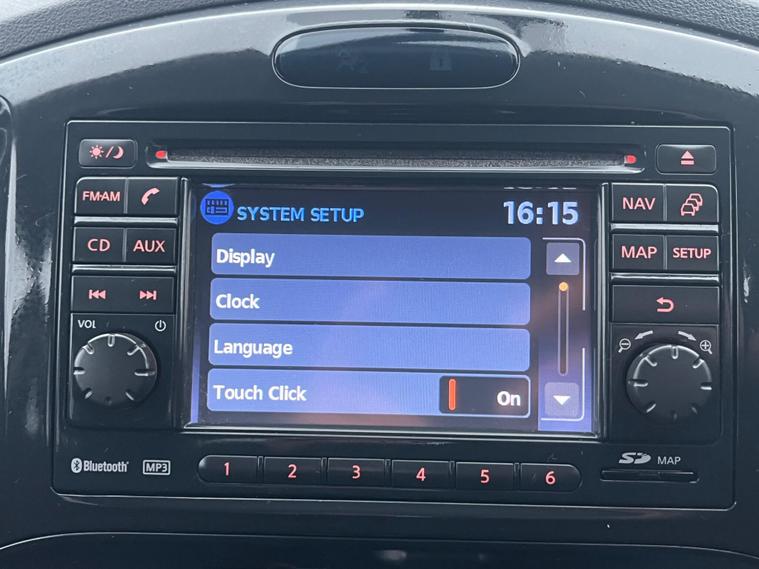 FM•AM
CD
AUX
VOL
SYSTEM SETUP
16:15
Display
Clock
Language
Touch Click
On
NAV
MAP
SETUP
Bluetooth®
MP3
1
2
3
4
5
6
SD
MAP